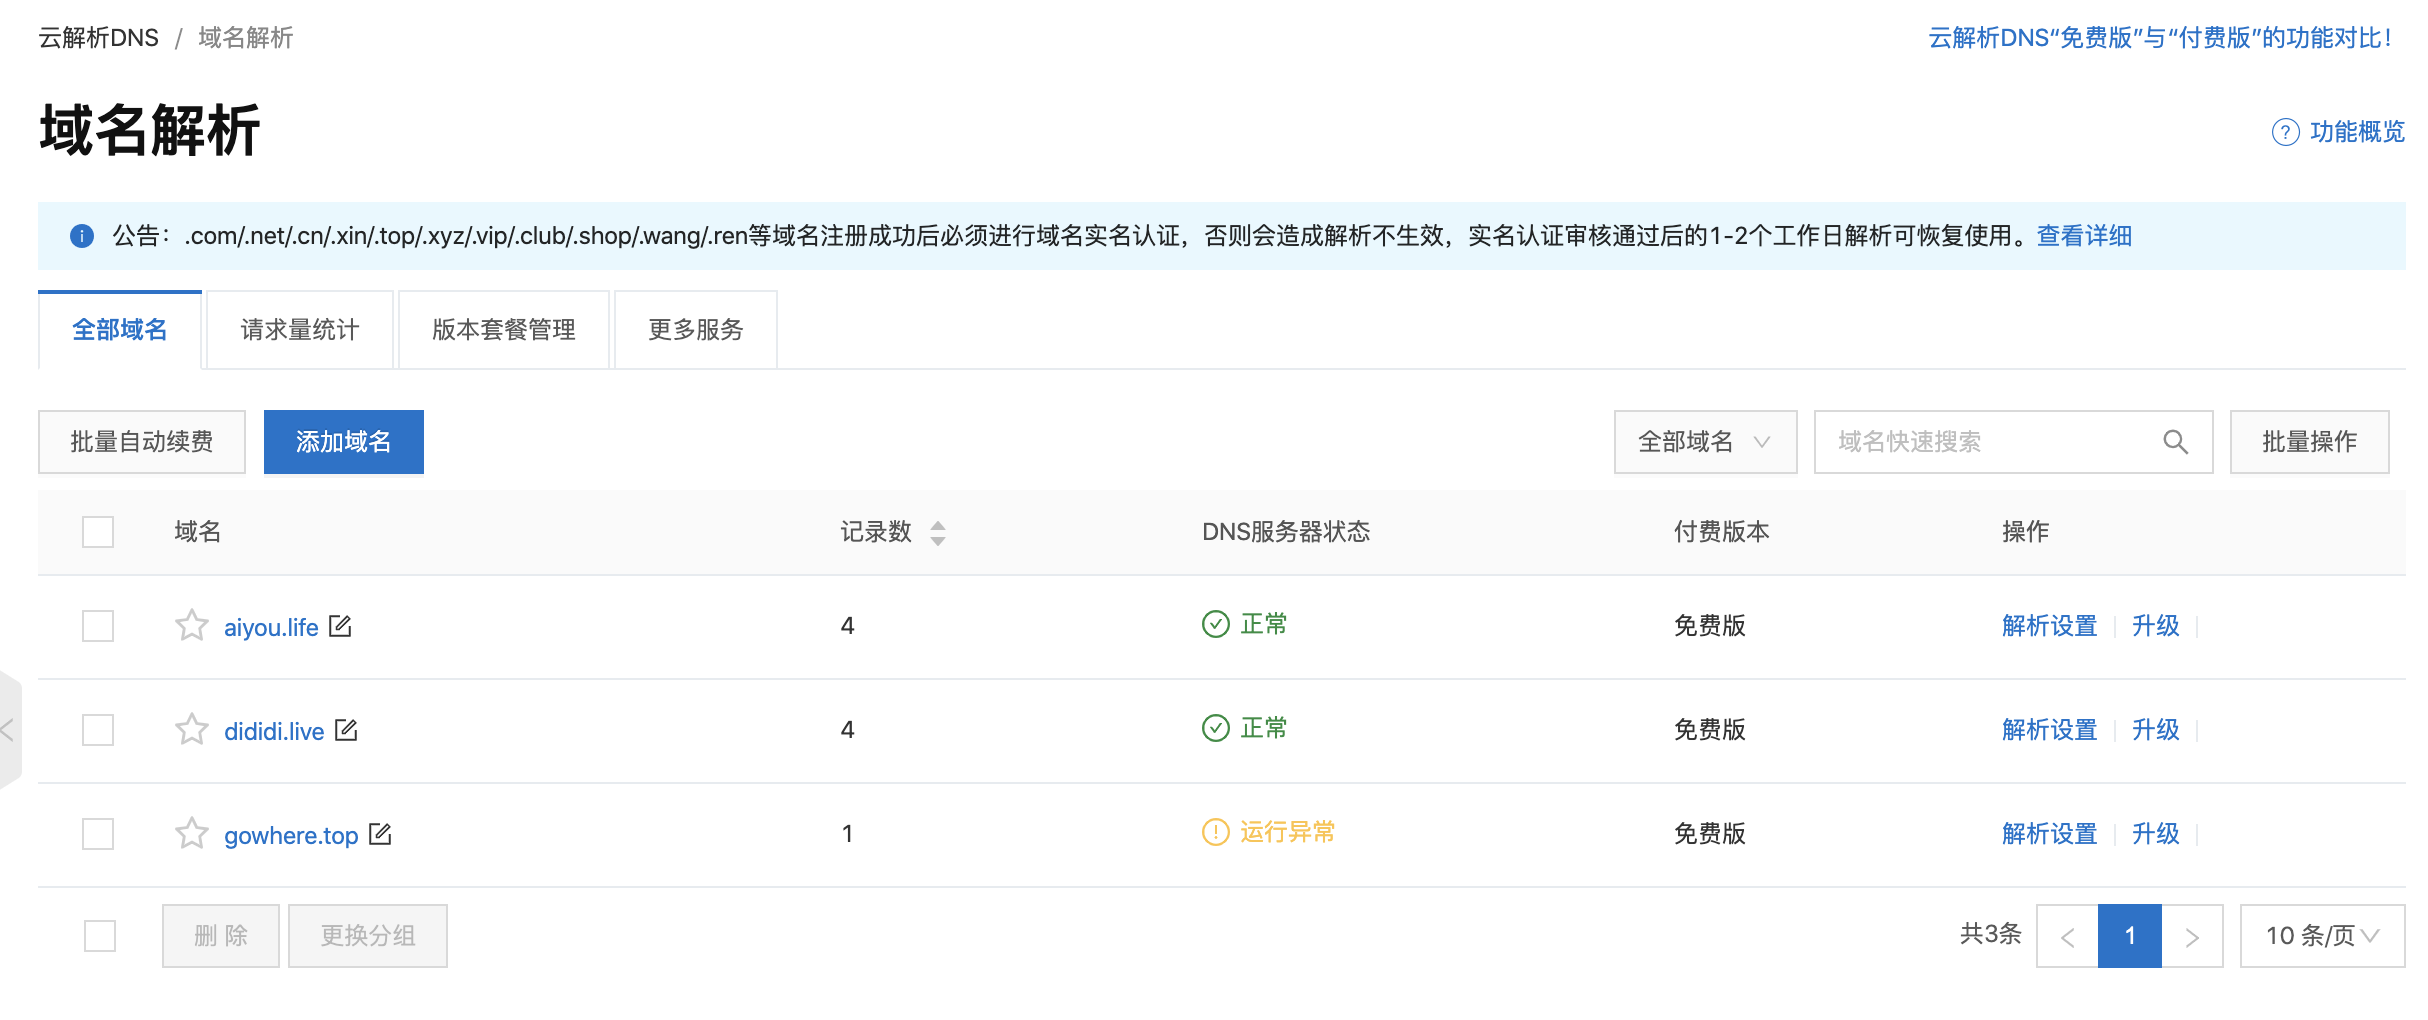 云解析DNS / 域名解析
云解析DNS“免费版”与“付费版”的功能对比!
域名解析
? 功能概览
公告：.com/.net/.cn/.xin/.top/.xyz/.vip/.club/.shop/.wang/.ren等域名注册成功后必须进行域名实名认证，否则会造成解析不生效，实名认证审核通过后的1-2个工作日解析可恢复使用。查看详细
全部域名 请求量统计 版本套餐管理 更多服务
批量自动续费 添加域名 全部域名 域名快速搜索 批量操作
域名 记录数 DNS服务器状态 付费版本 操作
aiyou.life 4 正常 免费版 解析设置 升级
dididi.live 4 正常 免费版 解析设置 升级
gowhere.top 1 运行异常 免费版 解析设置 升级
删 除 更换分组 共3条 < 1 > 10 条/页